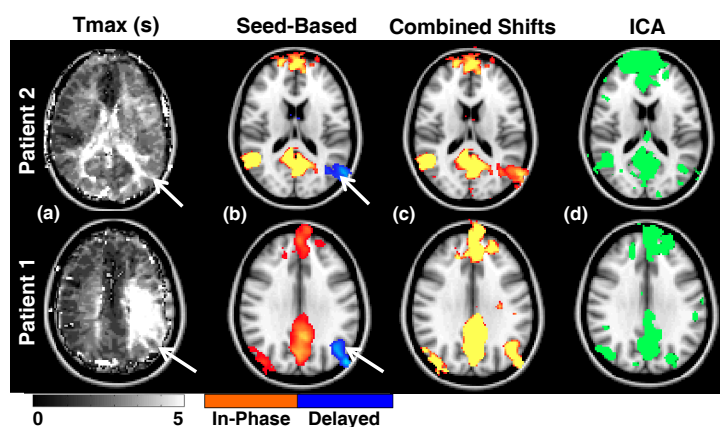 Tmax (s) Seed-Based Combined Shifts ICA
Patient 2
(a) (b) (c) (d)
Patient 1
0 5 In-Phase Delayed